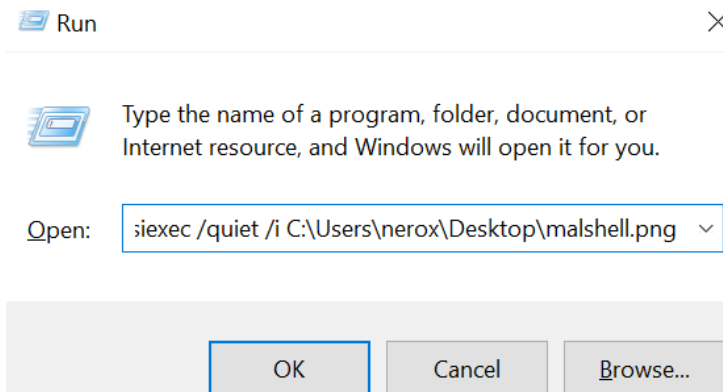 Run
Type the name of a program, folder, document, or
Internet resource, and Windows will open it for you.
Open:
siexec /quiet /i C:\Users\nerox\Desktop\malshell.png
OK
Cancel
Browse...